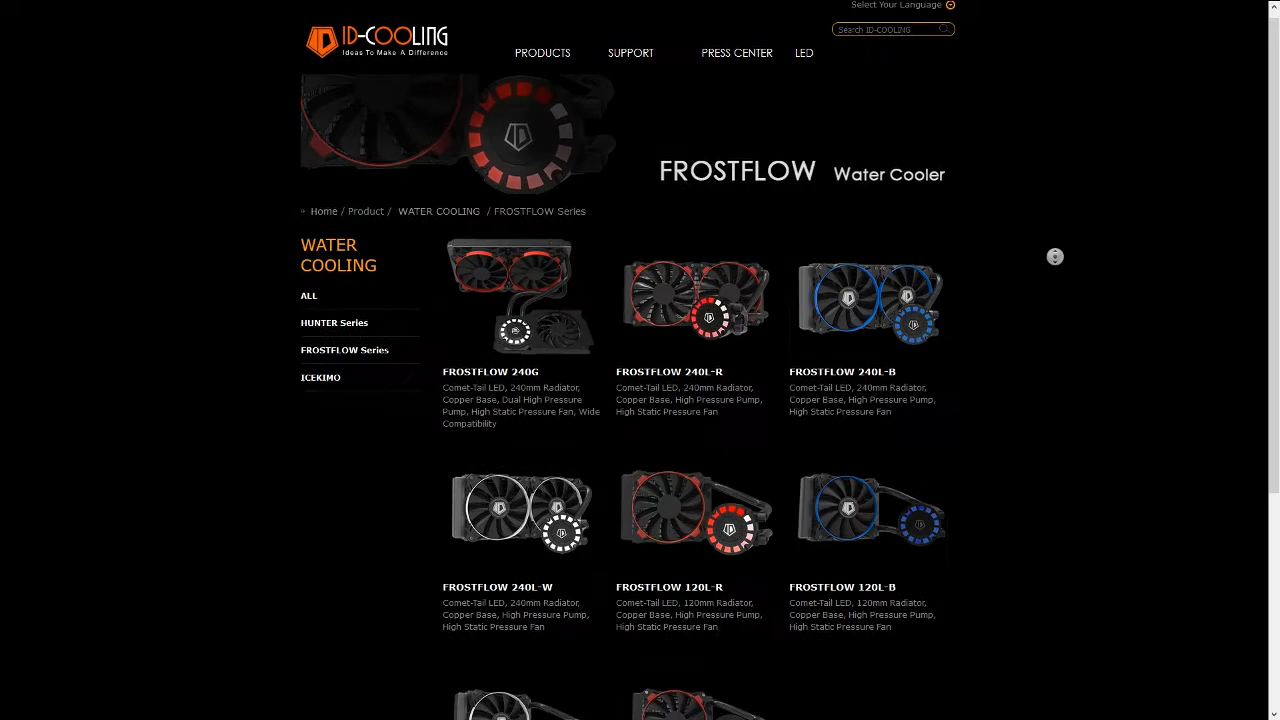 Select Your Language
ID-COOLING
Ideas To Make A Difference
Search ID-COOLING
PRODUCTS SUPPORT PRESS CENTER LED
FROSTFLOW Water Cooler
» Home / Product / WATER COOLING / FROSTFLOW Series
WATER
COOLING
ALL
HUNTER Series
FROSTFLOW Series
ICEKIMO
FROSTFLOW 240G
Comet-Tail LED, 240mm Radiator,
Copper Base, Dual High Pressure
Pump, High Static Pressure Fan, Wide
Compatibility
FROSTFLOW 240L-R
Comet-Tail LED, 240mm Radiator,
Copper Base, High Pressure Pump,
High Static Pressure Fan
FROSTFLOW 240L-B
Comet-Tail LED, 240mm Radiator,
Copper Base, High Pressure Pump,
High Static Pressure Fan
FROSTFLOW 240L-W
Comet-Tail LED, 240mm Radiator,
Copper Base, High Pressure Pump,
High Static Pressure Fan
FROSTFLOW 120L-R
Comet-Tail LED, 120mm Radiator,
Copper Base, High Pressure Pump,
High Static Pressure Fan
FROSTFLOW 120L-B
Comet-Tail LED, 120mm Radiator,
Copper Base, High Pressure Pump,
High Static Pressure Fan